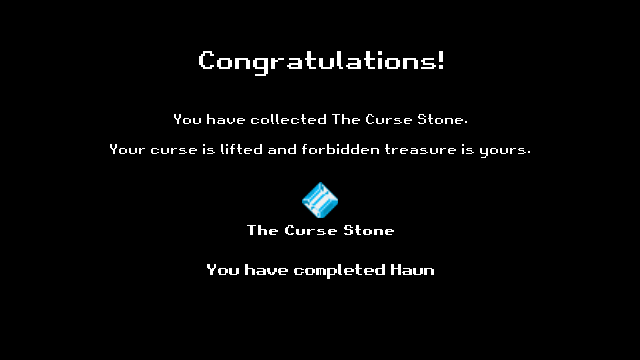 Congratulations!
You have collected The Curse Stone.
Your curse is lifted and forbidden treasure is yours.
The Curse Stone
You have completed Haun